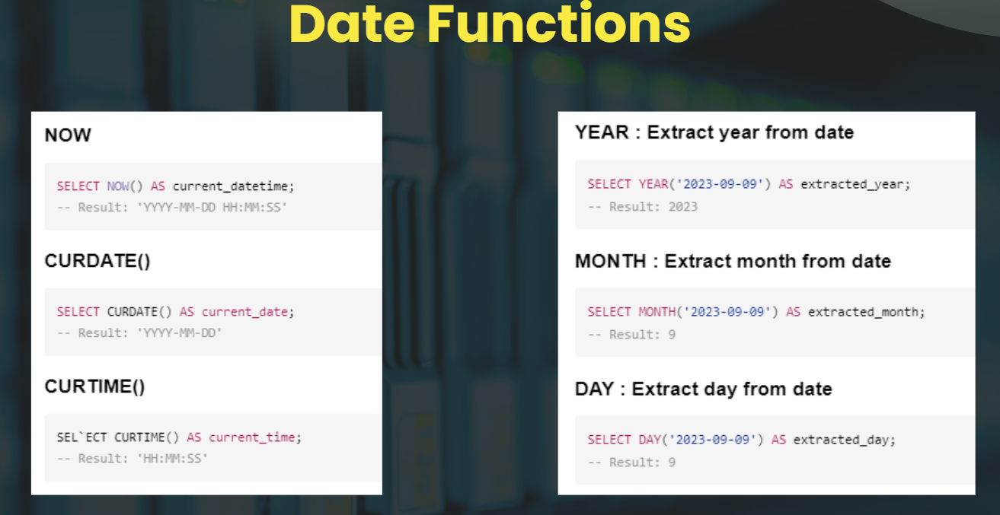 Date Functions
NOW
SELECT NOW() AS current_datetime;
-- Result: 'YYYY-MM-DD HH:MM:SS'
CURDATE()
SELECT CURDATE() AS current_date;
-- Result: 'YYYY-MM-DD'
CURTIME()
SEL`ECT CURTIME() AS current_time;
-- Result: 'HH:MM:SS'
YEAR : Extract year from date
SELECT YEAR('2023-09-09') AS extracted_year;
-- Result: 2023
MONTH : Extract month from date
SELECT MONTH('2023-09-09') AS extracted_month;
-- Result: 9
DAY : Extract day from date
SELECT DAY('2023-09-09') AS extracted_day;
-- Result: 9